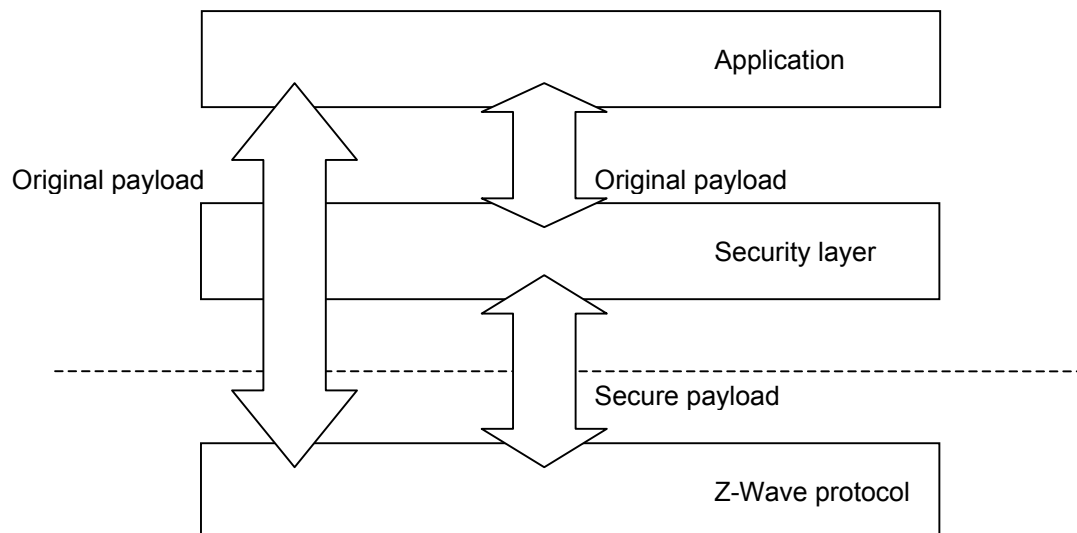 Application
Original payload
Original payload
Security layer
Secure payload
Z-Wave protocol